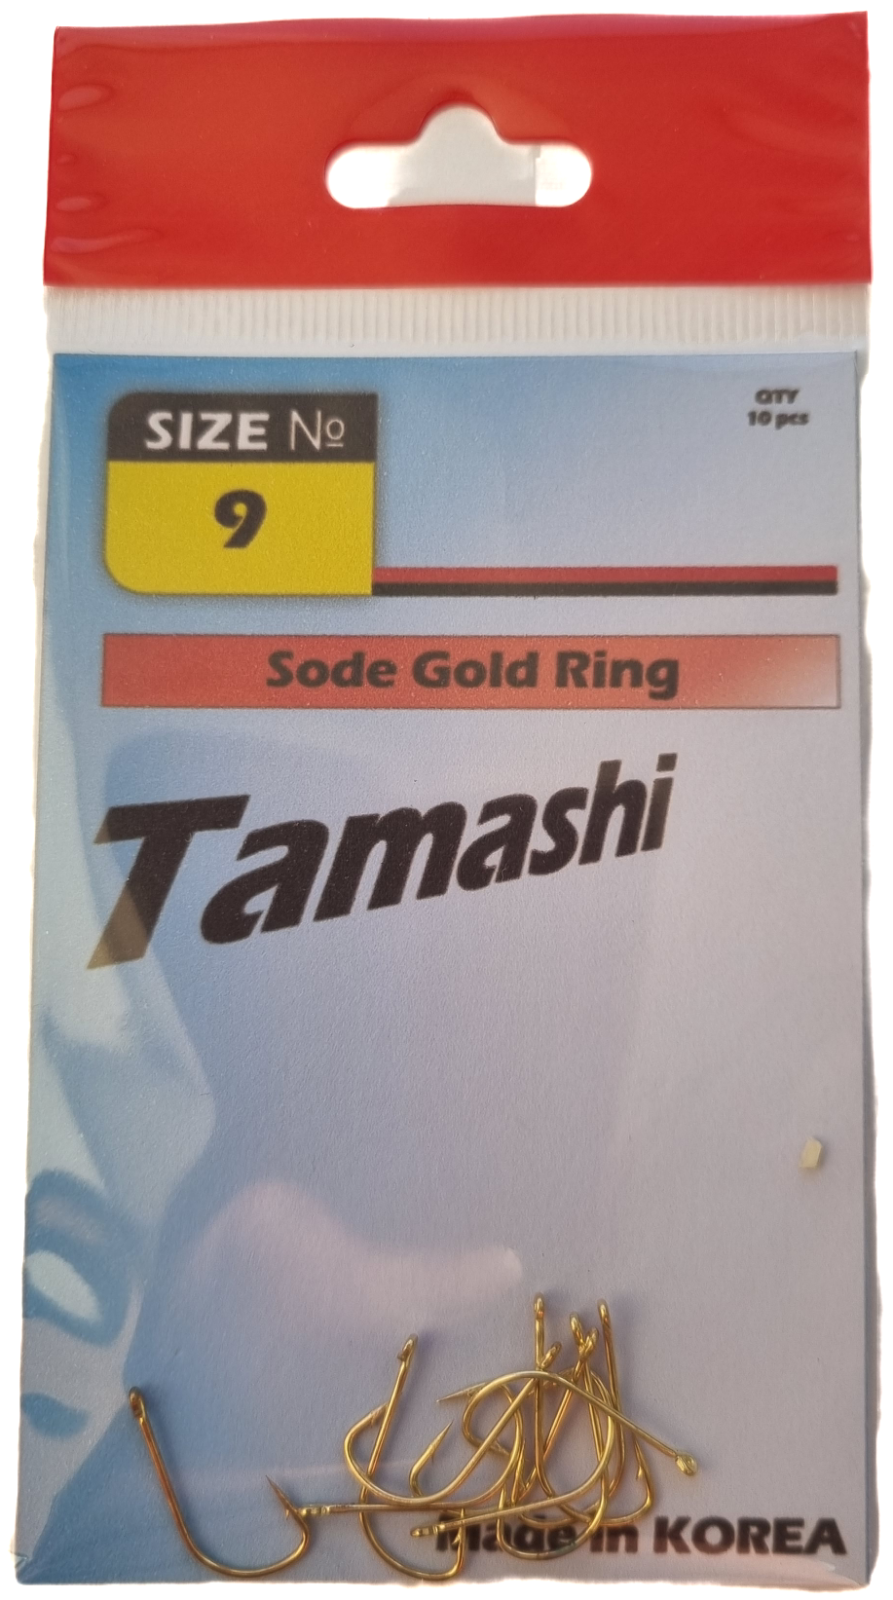 SIZE №
9
QTY
10 pcs
Sode Gold Ring
Tamashi
Made in KOREA